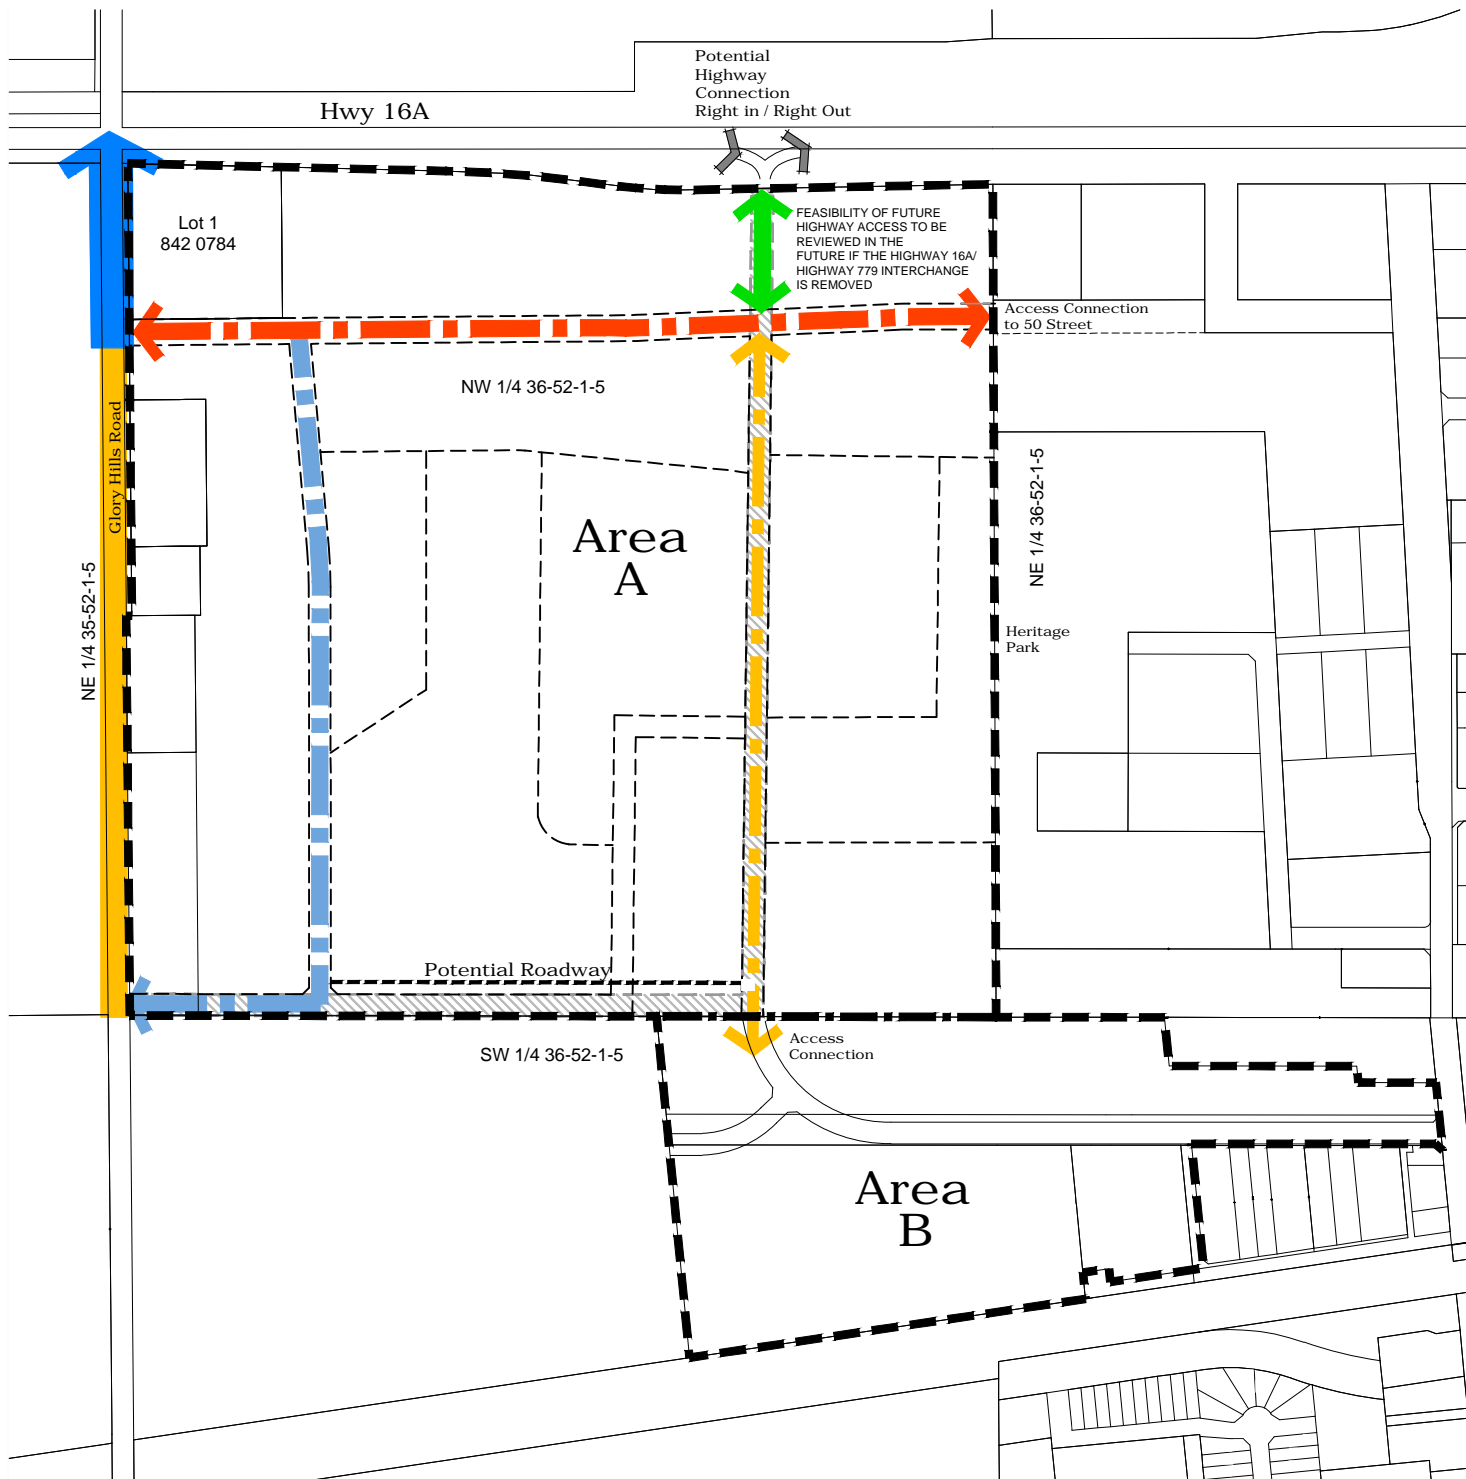 Potential
Highway
Connection
Right in / Right Out
Hwy 16A
Lot 1
842 0784
FEASIBILITY OF FUTURE
HIGHWAY ACCESS TO BE
REVIEWED IN THE
FUTURE IF THE HIGHWAY 16A/
HIGHWAY 779 INTERCHANGE
IS REMOVED
Access Connection
to 50 Street
NW 1/4 36-52-1-5
Glory Hills Road
NE 1/4 35-52-1-5
NE 1/4 36-52-1-5
Area
A
Heritage
Park
Potential Roadway
Access
Connection
SW 1/4 36-52-1-5
Area
B